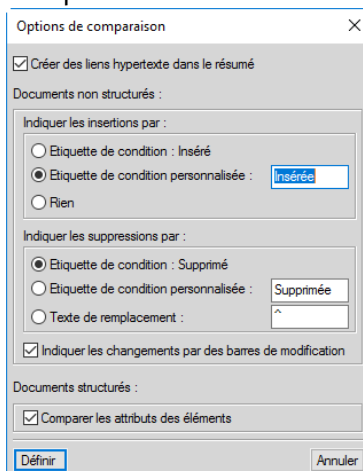 Options de comparaison
Créer des liens hypertexte dans le résumé
Documents non structurés :
Indiquer les insertions par :
Etiquette de condition : Inséré
Etiquette de condition personnalisée : Insérée
Rien
Indiquer les suppressions par :
Etiquette de condition : Supprimé
Etiquette de condition personnalisée : Supprimée
Texte de remplacement : ^
Indiquer les changements par des barres de modification
Documents structurés :
Comparer les attributs des éléments
Définir Annuler